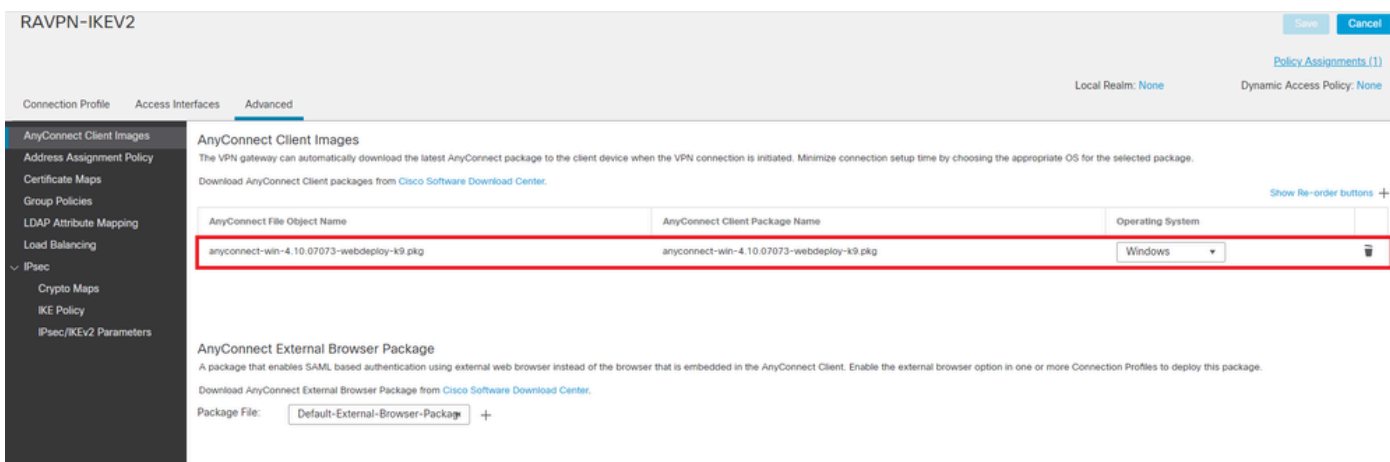 RAVPN-IKEV2
Save
Cancel
Policy Assignments (1)
Local Realm: None
Dynamic Access Policy: None
Connection Profile
Access Interfaces
Advanced
AnyConnect Client Images
Address Assignment Policy
Certificate Maps
Group Policies
LDAP Attribute Mapping
Load Balancing
IPsec
Crypto Maps
IKE Policy
IPsec/IKEv2 Parameters
AnyConnect Client Images
The VPN gateway can automatically download the latest AnyConnect package to the client device when the VPN connection is initiated. Minimize connection setup time by choosing the appropriate OS for the selected package.
Download AnyConnect Client packages from Cisco Software Download Center.
Show Re-order buttons
AnyConnect File Object Name
AnyConnect Client Package Name
Operating System
anyconnect-win-4.10.07073-webdeploy-k9.pkg
anyconnect-win-4.10.07073-webdeploy-k9.pkg
Windows
AnyConnect External Browser Package
A package that enables SAML based authentication using external web browser instead of the browser that is embedded in the AnyConnect Client. Enable the external browser option in one or more Connection Profiles to deploy this package.
Download AnyConnect External Browser Package from Cisco Software Download Center.
Package File:
Default-External-Browser-Package